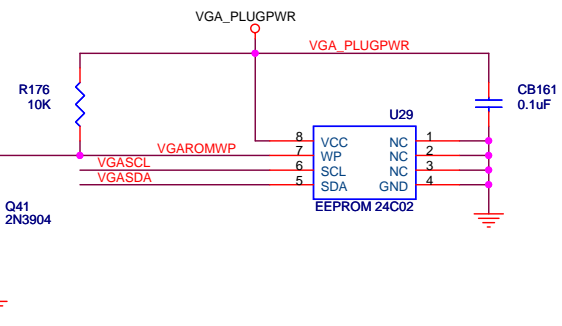 VGA_PLUGPWR
VGA_PLUGPWR
R176
10K
CB161
0.1uF
U29
8 VCC NC 1
7 WP NC 2
6 SCL NC 3
5 SDA GND 4
VGAROMWP
VGASCL
VGASDA
EEPROM 24C02
Q41
2N3904